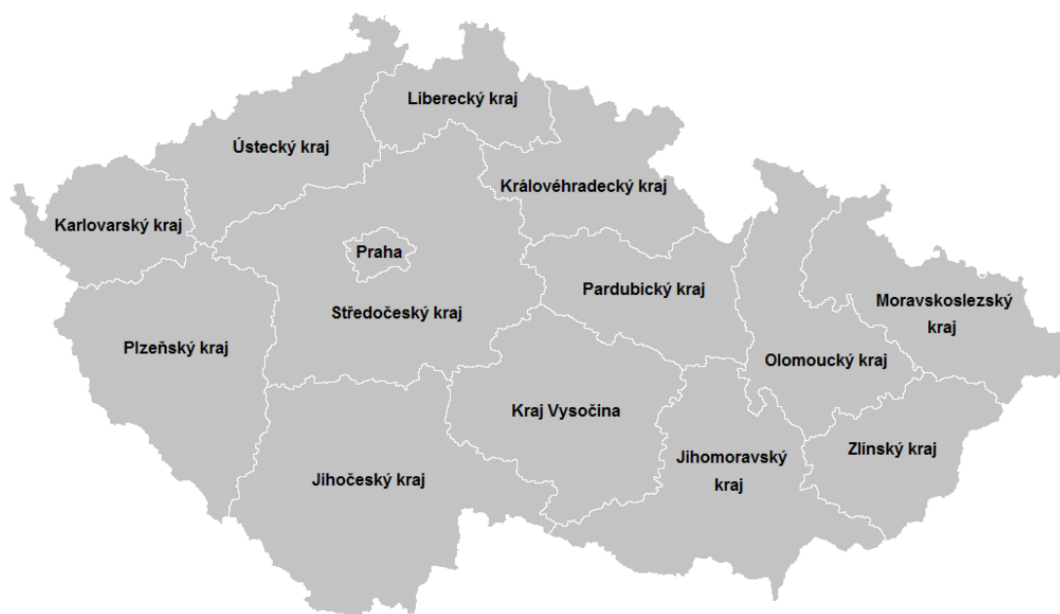 Liberecký kraj
Ústecký kraj
Královéhradecký kraj
Karlovarský kraj
Praha
Pardubický kraj
Středočeský kraj
Moravskoslezský
kraj
Plzeňský kraj
Olomoucký kraj
Kraj Vysočina
Zlínský kraj
Jihomoravský
kraj
Jihočeský kraj